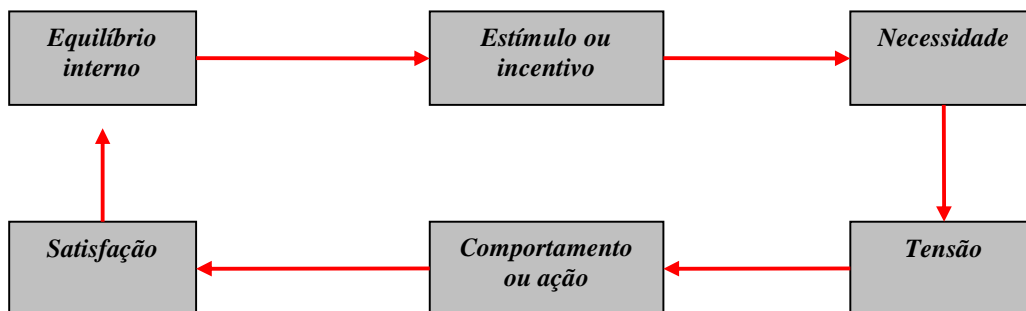 Equilíbrio
interno
Estímulo ou
incentivo
Necessidade
Satisfação
Comportamento
ou ação
Tensão